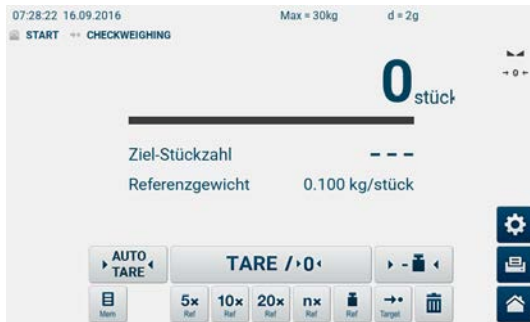 07:28:22 16.09.2016 Max = 30kg d = 2g
START CHECKWEIGHING
→ 0 ←
0 stück
Ziel-Stückzahl – – –
Referenzgewicht 0.100 kg/stück
AUTO TARE TARE / 0
Mem 5x Ref 10x Ref 20x Ref nx Ref Ref Target